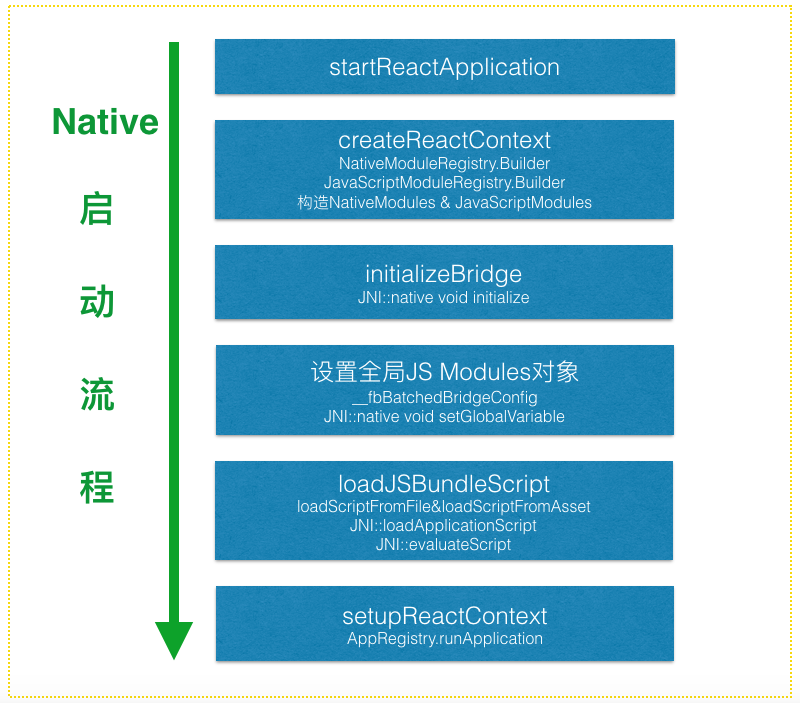 Native
启
动
流
程
startReactApplication
createReactContext
NativeModuleRegistry.Builder
JavaScriptModuleRegistry.Builder
构造NativeModules & JavaScriptModules
initializeBridge
JNI::native void initialize
设置全局JS Modules对象
__fbBatchedBridgeConfig
JNI::native void setGlobalVariable
loadJSBundleScript
loadScriptFromFile&loadScriptFromAsset
JNI::loadApplicationScript
JNI::evaluateScript
setupReactContext
AppRegistry.runApplication